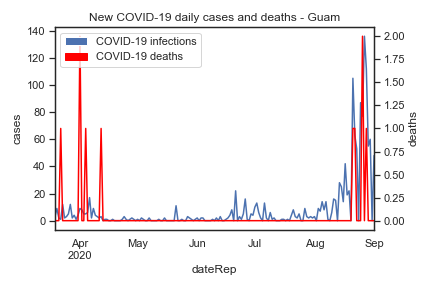 New COVID-19 daily cases and deaths - Guam
COVID-19 infections
COVID-19 deaths
140
120
100
80
60
40
20
0
cases
2.00
1.75
1.50
1.25
1.00
0.75
0.50
0.25
0.00
deaths
Apr May Jun Jul Aug Sep
2020
dateRep